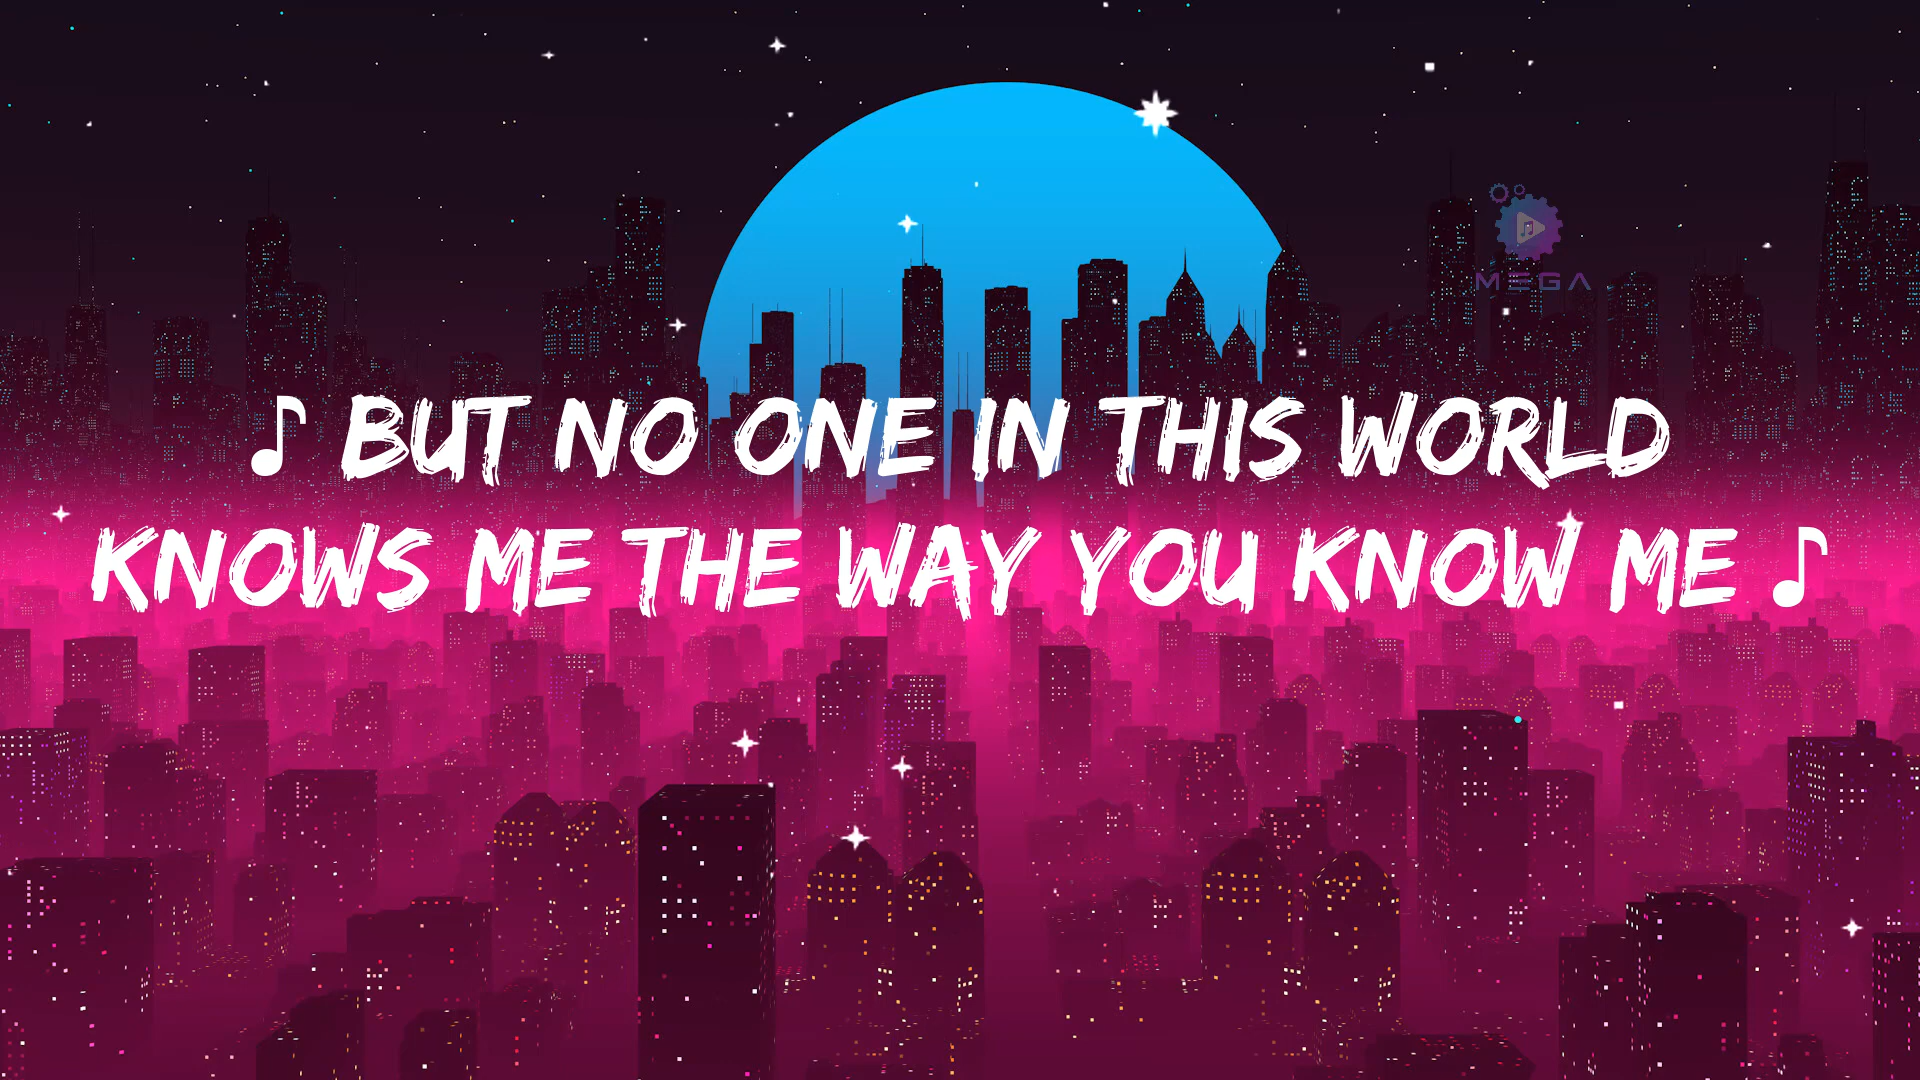 MEGA
♪ BUT NO ONE IN THIS WORLD
KNOWS ME THE WAY YOU KNOW ME ♪